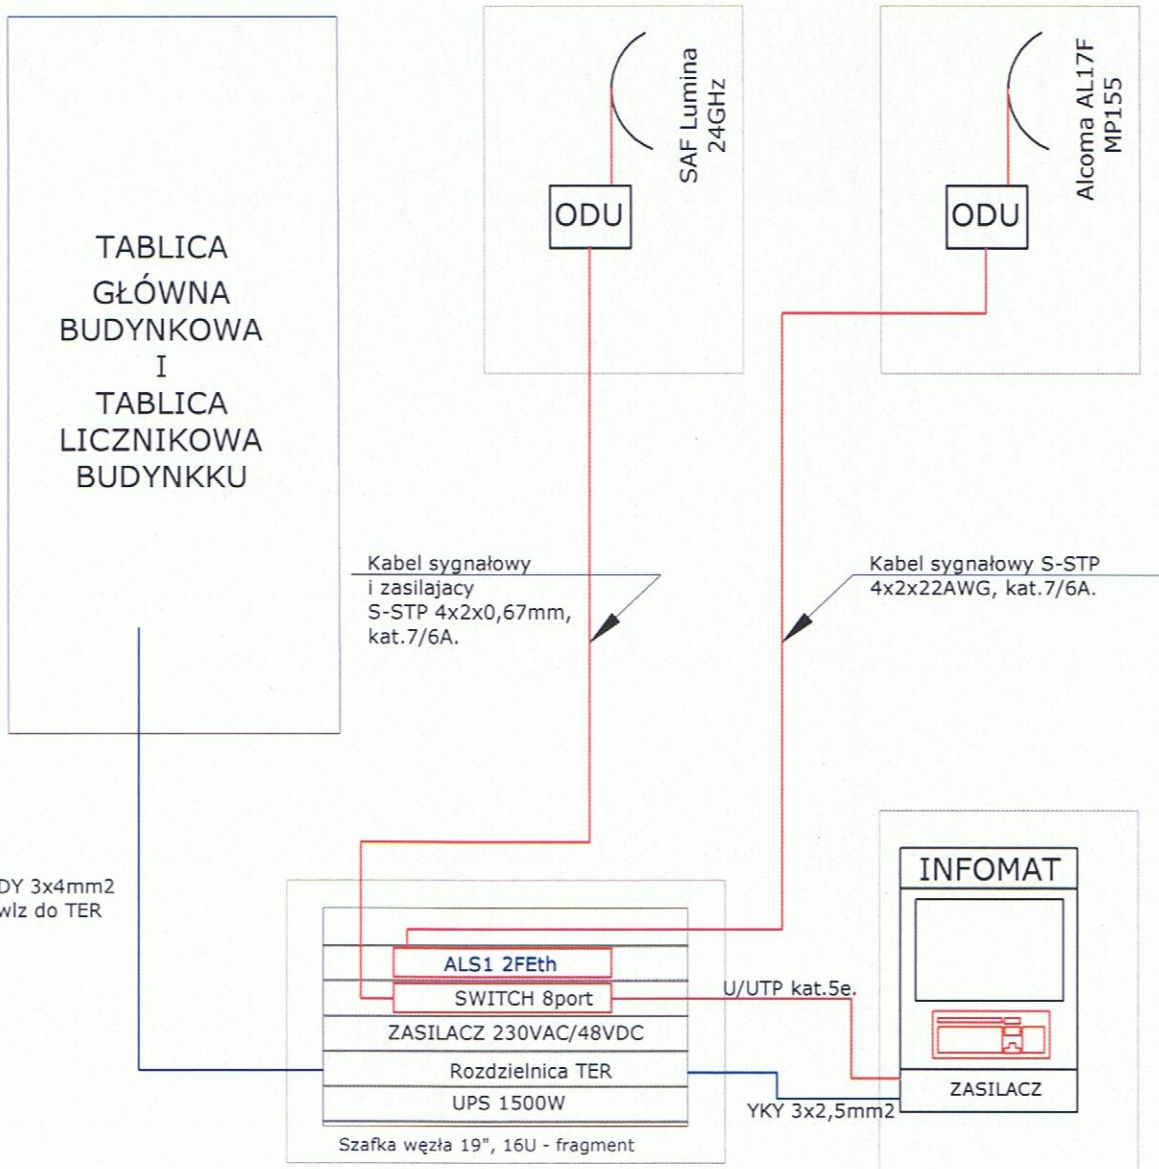 TABLICA
GŁÓWNA
BUDYNKOWA
I
TABLICA
LICZNIKOWA
BUDYNKKU
SAF Lumina
24GHz
ODU
Alcoma AL17F
MP155
ODU
Kabel sygnałowy
i zasilajacy
S-STP 4x2x0,67mm,
kat.7/6A.
Kabel sygnałowy S-STP
4x2x22AWG, kat.7/6A.
DY 3x4mm2
wlz do TER
ALS1 2FEth
SWITCH 8port
ZASILACZ 230VAC/48VDC
Rozdzielnica TER
UPS 1500W
Szafka węzła 19", 16U - fragment
U/UTP kat.5e.
YKY 3x2,5mm2
INFOMAT
ZASILACZ